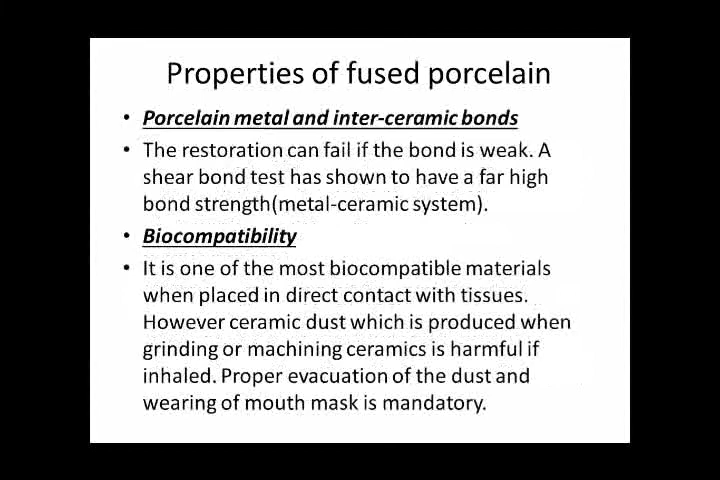 Properties of fused porcelain
• Porcelain metal and inter-ceramic bonds
• The restoration can fail if the bond is weak. A
shear bond test has shown to have a far high
bond strength(metal-ceramic system).
• Biocompatibility
• It is one of the most biocompatible materials
when placed in direct contact with tissues.
However ceramic dust which is produced when
grinding or machining ceramics is harmful if
inhaled. Proper evacuation of the dust and
wearing of mouth mask is mandatory.